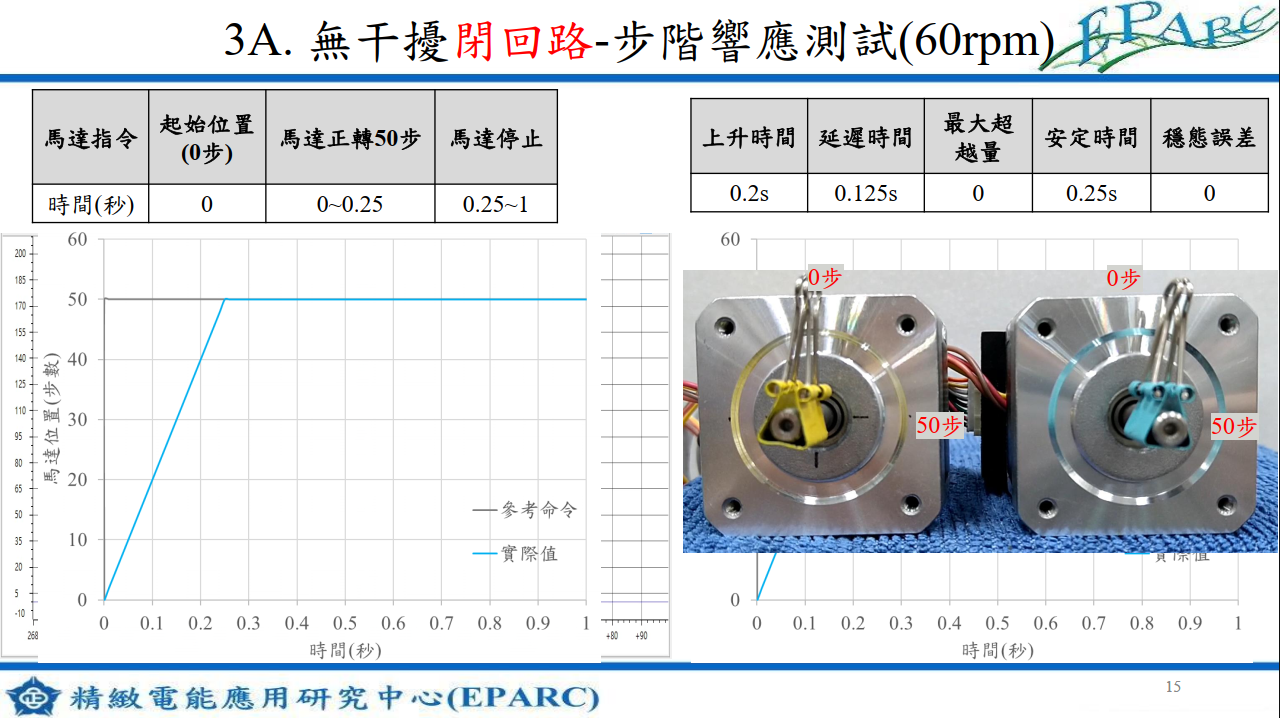 3A. 無干擾閉回路-步階響應測試(60rpm)
EPARC
馬達指令 起始位置(0步) 馬達正轉50步 馬達停止
時間(秒) 0 0~0.25 0.25~1
上升時間 延遲時間 最大超越量 安定時間 穩態誤差
0.2s 0.125s 0 0.25s 0
200
185
170
155
140
125
110
95
80
65
50
35
20
5
-10
268
60
50
40
30
20
10
0
馬達位置(步數)
參考命令
實際值
0 0.1 0.2 0.3 0.4 0.5 0.6 0.7 0.8 0.9 1
時間(秒)
+80 +90
60
0步
0步
50步
50步
實際值
0
0 0.1 0.2 0.3 0.4 0.5 0.6 0.7 0.8 0.9 1
時間(秒)
精緻電能應用研究中心(EPARC)
15